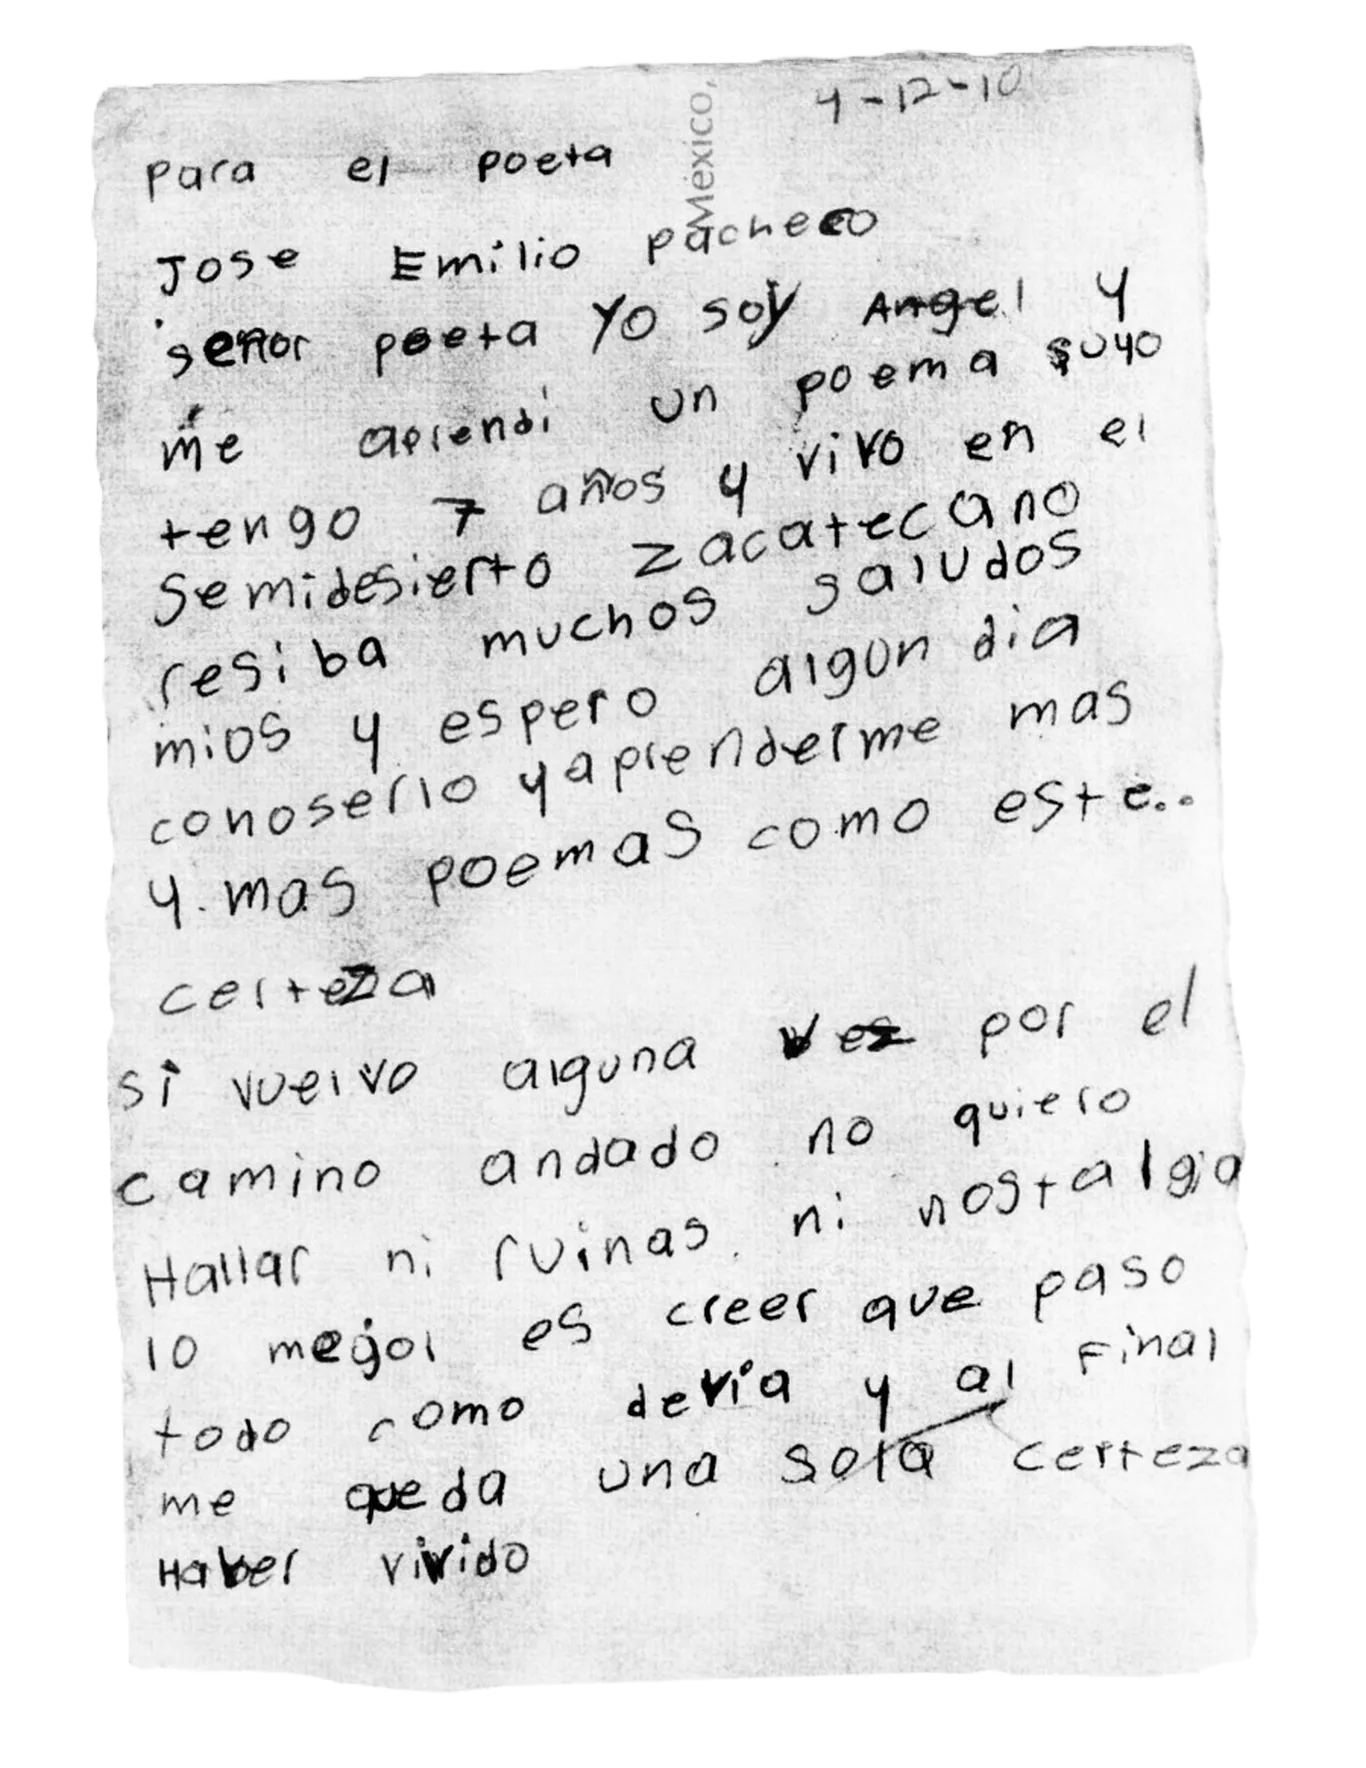 4-12-10
México,
para el poeta
Jose Emilio pacheco
señor poeta Yo soy Angel y
me aprendi un poema suyo
tengo 7 años y vivo en el
semidesierto zacatecano
resiba muchos saludos
mios y espero algun dia
conoserlo y aprenderme mas
y. mas poemas como este..
certeza
si vuelvo alguna vez por el
camino andado no quiero
Hallar ni ruinas. ni nostalgia
lo mejor es creer que paso
todo como devia y al Final
me queda una sola certeza
Haber vivido